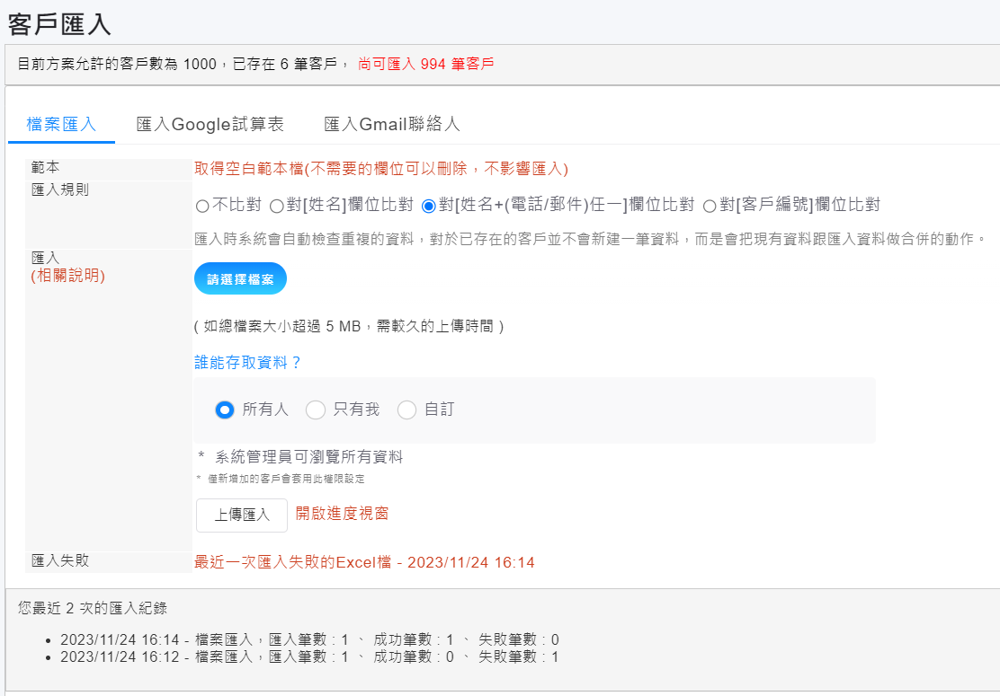 客戶匯入
目前方案允許的客戶數為 1000，已存在 6 筆客戶， 尚可匯入 994 筆客戶
檔案匯入 匯入Google試算表 匯入Gmail聯絡人
範本 取得空白範本檔(不需要的欄位可以刪除，不影響匯入)
匯入規則
不比對 對[姓名]欄位比對 對[姓名+(電話/郵件)任一]欄位比對 對[客戶編號]欄位比對
匯入時系統會自動檢查重複的資料，對於已存在的客戶並不會新建一筆資料，而是會把現有資料跟匯入資料做合併的動作。
匯入
(相關說明)
請選擇檔案
( 如總檔案大小超過 5 MB，需較久的上傳時間 )
誰能存取資料？
所有人 只有我 自訂
* 系統管理員可瀏覽所有資料
* 僅新增加的客戶會套用此權限設定
上傳匯入 開啟進度視窗
匯入失敗 最近一次匯入失敗的Excel檔 - 2023/11/24 16:14
您最近 2 次的匯入紀錄
• 2023/11/24 16:14 - 檔案匯入，匯入筆數 : 1 、 成功筆數 : 1 、 失敗筆數 : 0
• 2023/11/24 16:12 - 檔案匯入，匯入筆數 : 1 、 成功筆數 : 0 、 失敗筆數 : 1